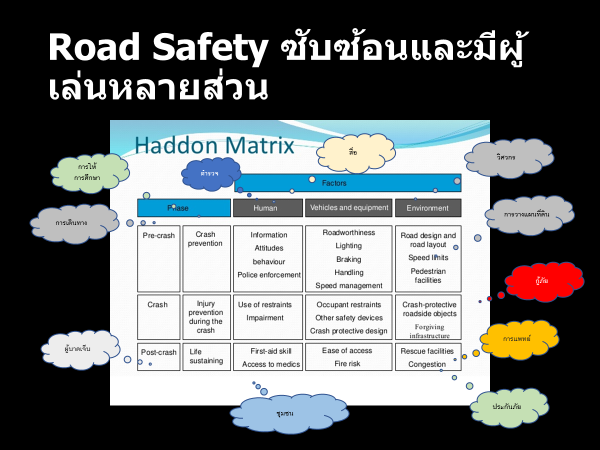 Road Safety ซับซ้อนและมีผู้
เล่นหลายส่วน
Haddon Matrix
สื่อ
วิศวกร
การให้
การศึกษา
ตำรวจ
Factors
การเดินทาง
Phase
Human
Vehicles and equipment
Environment
การวางแผนที่ดิน
Pre-crash
Crash
prevention
Information
Attitudes
behaviour
Police enforcement
Roadworthiness
Lighting
Braking
Handling
Speed management
Road design and
road layout
Speed limits
Pedestrian
facilities
กู้ภัย
Crash
Injury
prevention
during the
crash
Use of restraints
Impairment
Occupant restraints
Other safety devices
Crash protective design
Crash-protective
roadside objects
Forgiving
infrastructure
การแพทย์
ผู้บาดเจ็บ
Post-crash
Life
sustaining
First-aid skill
Access to medics
Ease of access
Fire risk
Rescue facilities
Congestion
ชุมชน
ประกันภัย